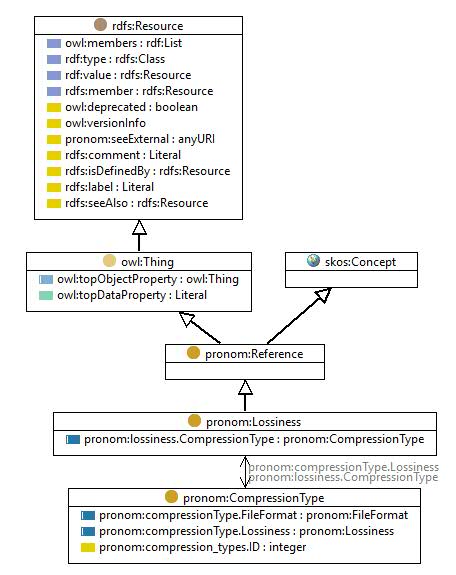 rdfs:Resource
owl:members : rdf:List
rdf:type : rdfs:Class
rdf:value : rdfs:Resource
rdfs:member : rdfs:Resource
owl:deprecated : boolean
owl:versionInfo
pronom:seeExternal : anyURI
rdfs:comment : Literal
rdfs:isDefinedBy : rdfs:Resource
rdfs:label : Literal
rdfs:seeAlso : rdfs:Resource
owl:Thing
owl:topObjectProperty : owl:Thing
owl:topDataProperty : Literal
skos:Concept
pronom:Reference
pronom:Lossiness
pronom:lossiness.CompressionType : pronom:CompressionType
pronom:compressionType.Lossiness
pronom:lossiness.CompressionType
pronom:CompressionType
pronom:compressionType.FileFormat : pronom:FileFormat
pronom:compressionType.Lossiness : pronom:Lossiness
pronom:compression_types.ID : integer